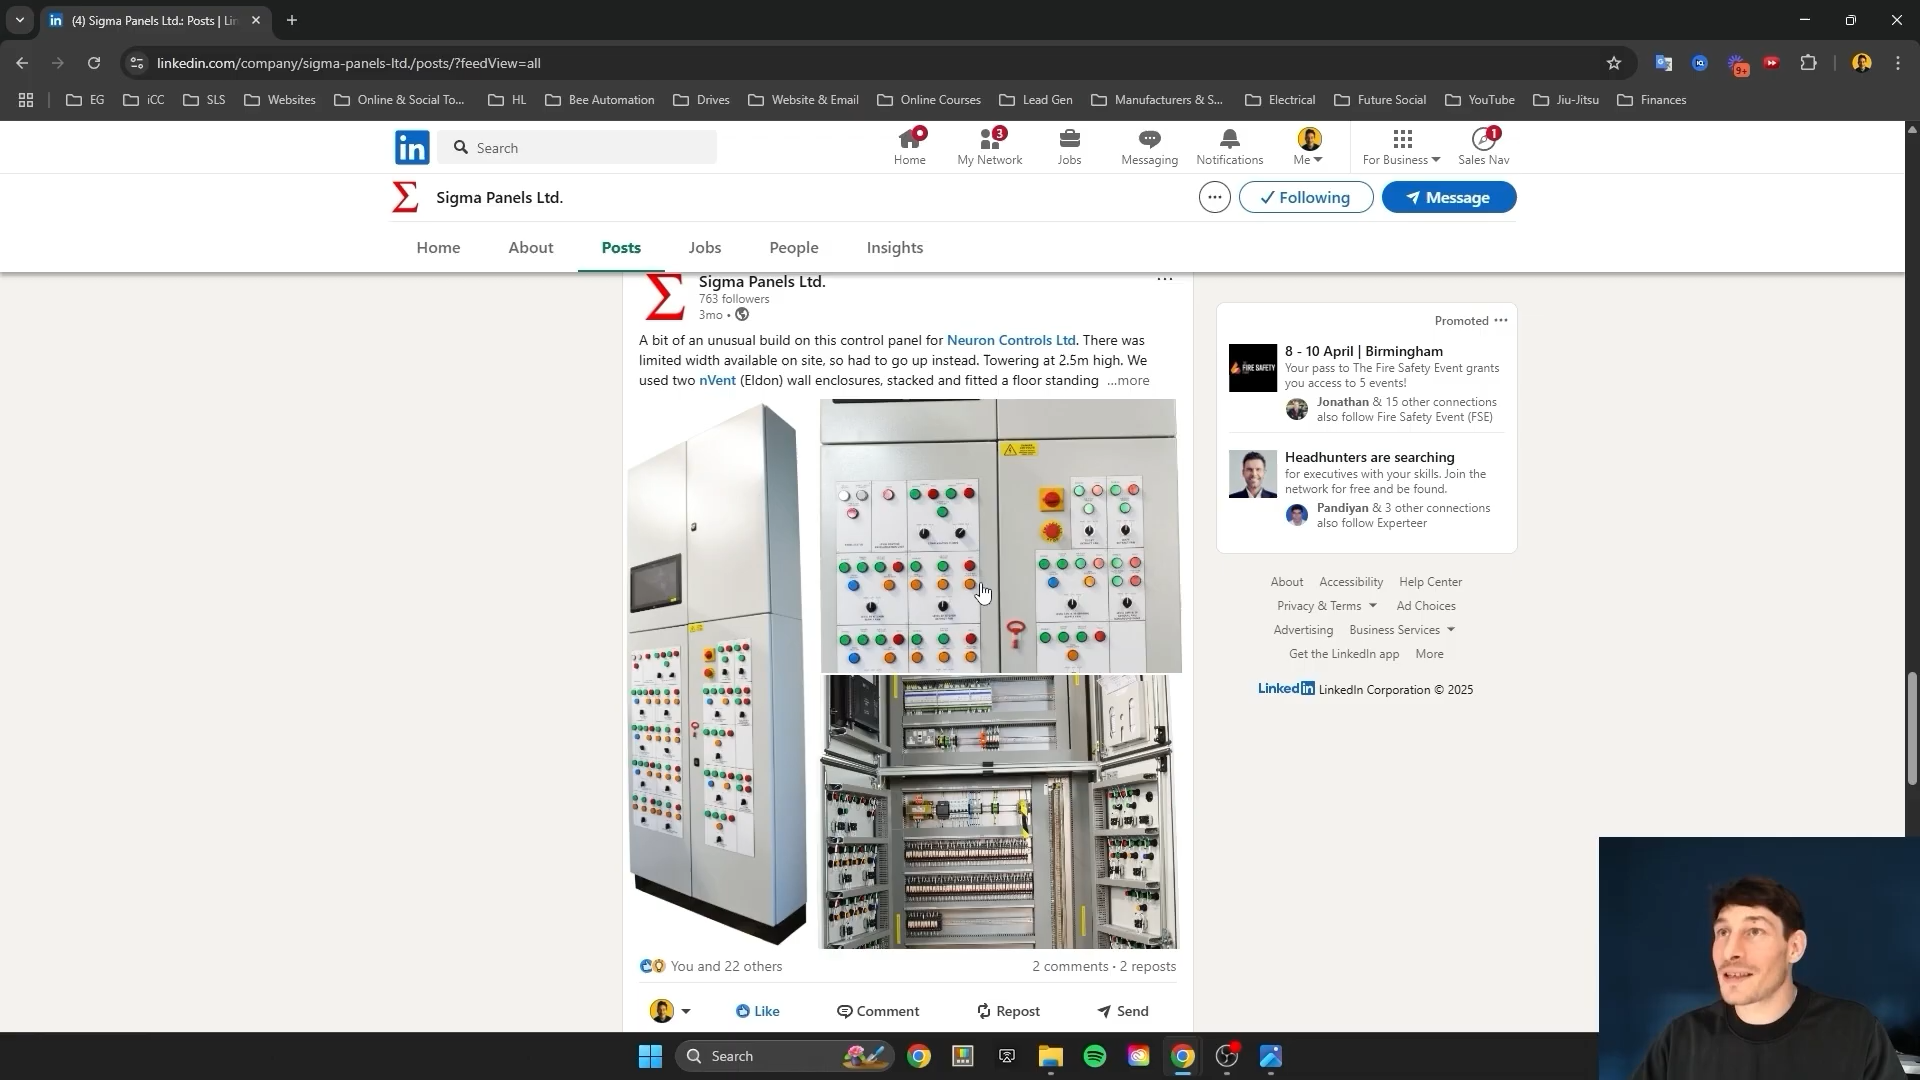 (4) Sigma Panels Ltd.: Posts | Lin
linkedin.com/company/sigma-panels-ltd./posts/?feedView=all
9+
EG
iCC
SLS
Websites
Online & Social To...
HL
Bee Automation
Drives
Website & Email
Online Courses
Lead Gen
Manufacturers & S...
Electrical
Future Social
YouTube
Jiu-Jitsu
Finances
in
Search
Home
3
My Network
Jobs
Messaging
Notifications
Me
For Business
1
Sales Nav
Sigma Panels Ltd.
Following
Message
Home
About
Posts
Jobs
People
Insights
Sigma Panels Ltd.
763 followers
3mo •
A bit of an unusual build on this control panel for Neuron Controls Ltd. There was
limited width available on site, so had to go up instead. Towering at 2.5m high. We
used two nVent (Eldon) wall enclosures, stacked and fitted a floor standing ...more
You and 22 others
2 comments · 2 reposts
Like
Comment
Repost
Send
Promoted
FIRE SAFETY
8 - 10 April | Birmingham
Your pass to The Fire Safety Event grants
you access to 5 events!
Jonathan & 15 other connections
also follow Fire Safety Event (FSE)
Headhunters are searching
for executives with your skills. Join the
network for free and be found.
Pandiyan & 3 other connections
also follow Experteer
About
Accessibility
Help Center
Privacy & Terms
Ad Choices
Advertising
Business Services
Get the LinkedIn app
More
Linked in LinkedIn Corporation © 2025
Search